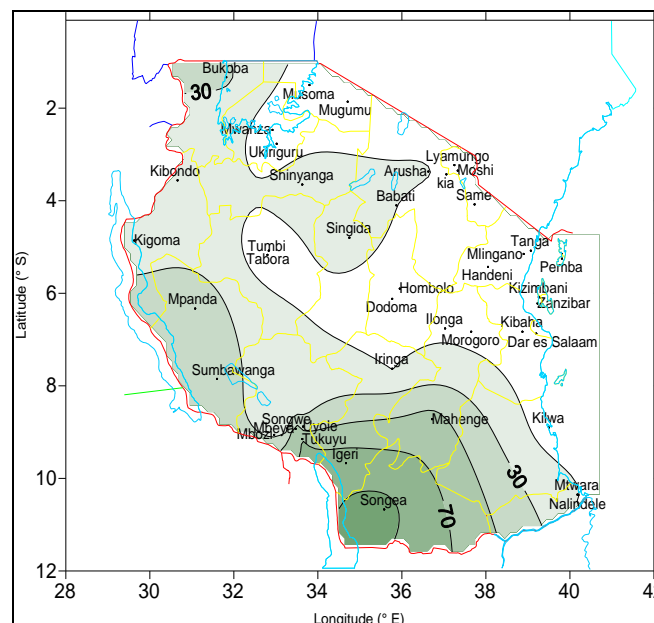 Bukoba
30
Musoma
Mugumu
2
Mwanza
Ukiriguru
Lyamungo
Kibondo
Shinyanga
Arusha
Moshi
kia
4
Babati
Same
Singida
Kigoma
Tumbi
Tabora
Tanga
Mlingano
Pemba
Handeni
Hombolo
Kizimbani
6
Mpanda
Dodoma
Zanzibar
Ilonga
Kibaha
Morogoro
Dar es Salaam
Iringa
Sumbawanga
8
Songwe
Mahenge
Kilwa
Mbeya
Uyole
Mbozi
Tukuyu
Igeri
30
10
Mtwara
Songea
70
Nalindele
12
28
30
32
34
36
38
40
Latitude (° S)
Longitude (° E)